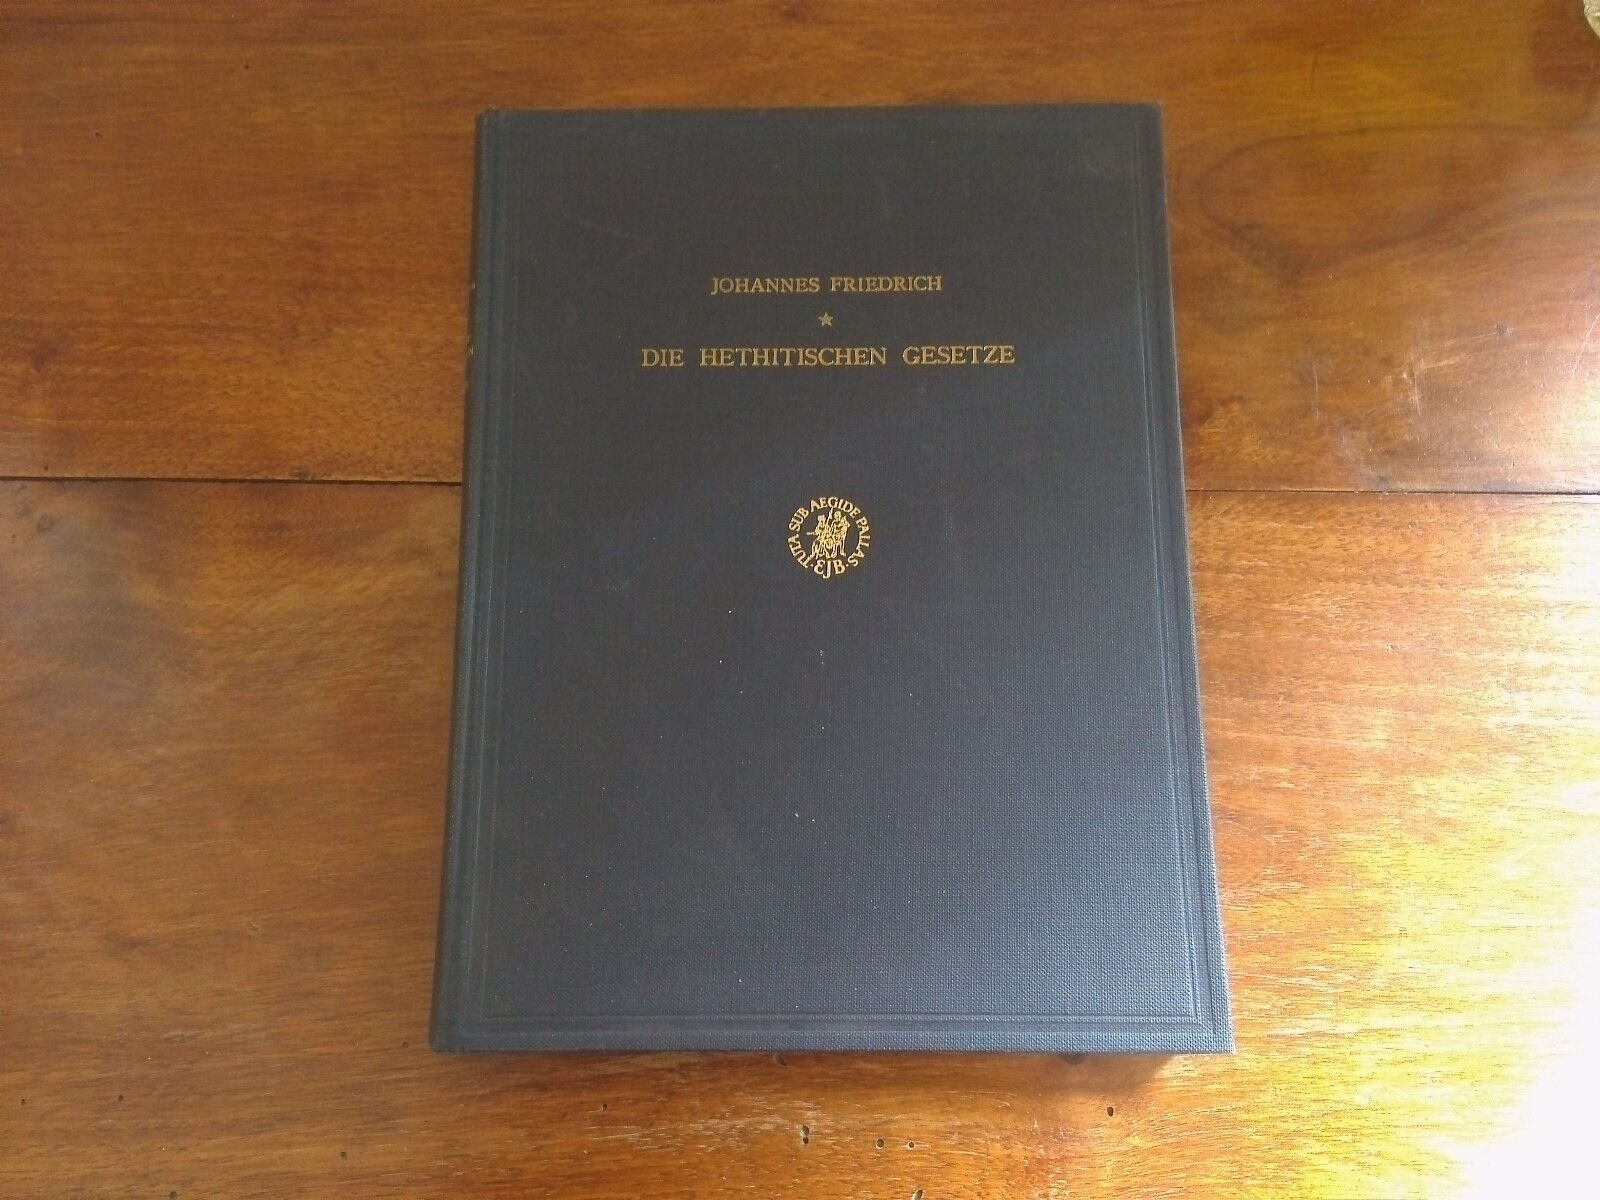 JOHANNES FRIEDRICH
DIE HETHITISCHEN GESETZE
TUTA SUB AEGIDE PALLAS
EJB